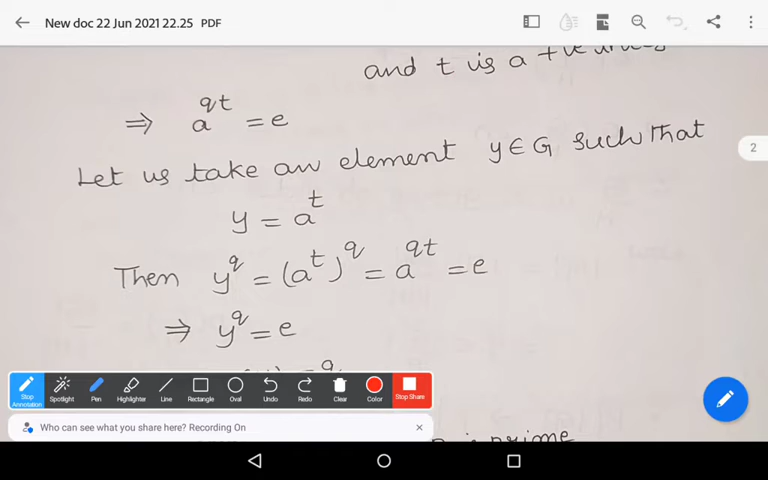 New doc 22 Jun 2021 22.25 PDF
and t is a +ve
⇒ a^{qt} = e
2
Let us take an element y∈G such that
y = a^t
Then y^q = (a^t)^q = a^{qt} = e
⇒ y^q = e
Stop Annotation Spotlight Pen Highlighter Line Rectangle Oval Undo Redo Clear Color Stop Share
Who can see what you share here? Recording On
is prime